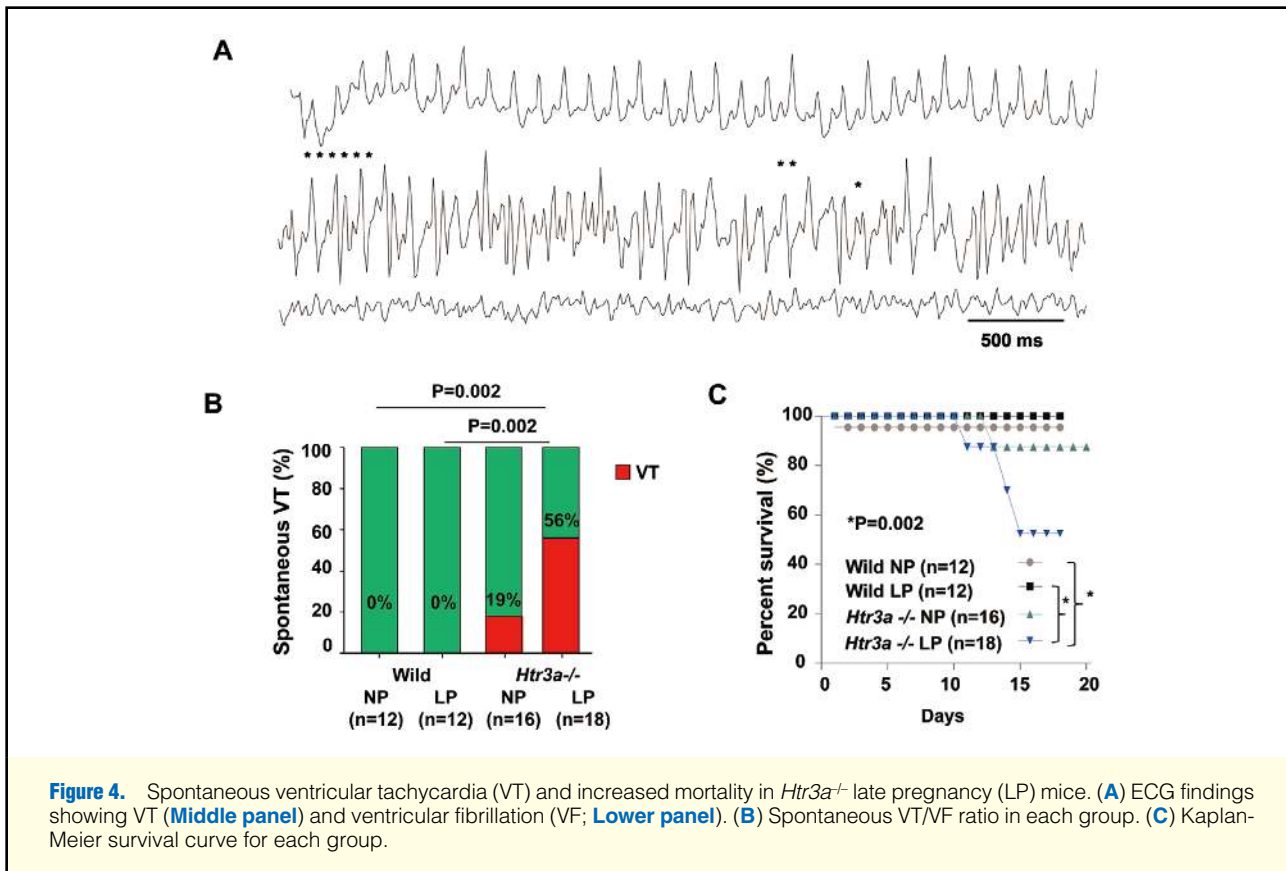 A
* * * * * *
* *
*
500 ms
B
P=0.002
P=0.002
Spontaneous VT (%)
100
80
60
40
20
0
0%
0%
19%
56%
VT
Wild
Htr3a-/-
NP
LP
NP
LP
(n=12)
(n=12)
(n=16)
(n=18)
C
Percent survival (%)
100
80
60
40
20
0
*P=0.002
Wild NP (n=12)
Wild LP (n=12)
Htr3a -/- NP (n=16)
Htr3a -/- LP (n=18)
*
*
0
5
10
15
20
Days
Figure 4. Spontaneous ventricular tachycardia (VT) and increased mortality in Htr3a–/– late pregnancy (LP) mice. (A) ECG findings
showing VT (Middle panel) and ventricular fibrillation (VF; Lower panel). (B) Spontaneous VT/VF ratio in each group. (C) Kaplan-
Meier survival curve for each group.